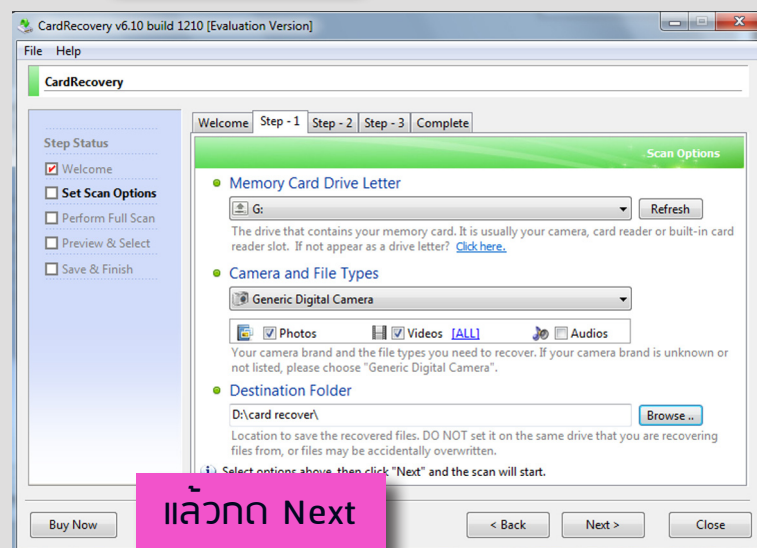 CardRecovery v6.10 build 1210 [Evaluation Version]
File Help
CardRecovery
Step Status
Welcome
Set Scan Options
Perform Full Scan
Preview & Select
Save & Finish
Welcome Step - 1 Step - 2 Step - 3 Complete
Scan Options
Memory Card Drive Letter
G:
Refresh
The drive that contains your memory card. It is usually your camera, card reader or built-in card
reader slot. If not appear as a drive letter? Click here.
Camera and File Types
Generic Digital Camera
Photos Videos [ALL] Audios
Your camera brand and the file types you need to recover. If your camera brand is unknown or
not listed, please choose "Generic Digital Camera".
Destination Folder
D:\card recover\
Browse ..
Location to save the recovered files. DO NOT set it on the same drive that you are recovering
files from, or files may be accidentally overwritten.
Select options above, then click "Next" and the scan will start.
แล้วกด Next
Buy Now
< Back
Next >
Close